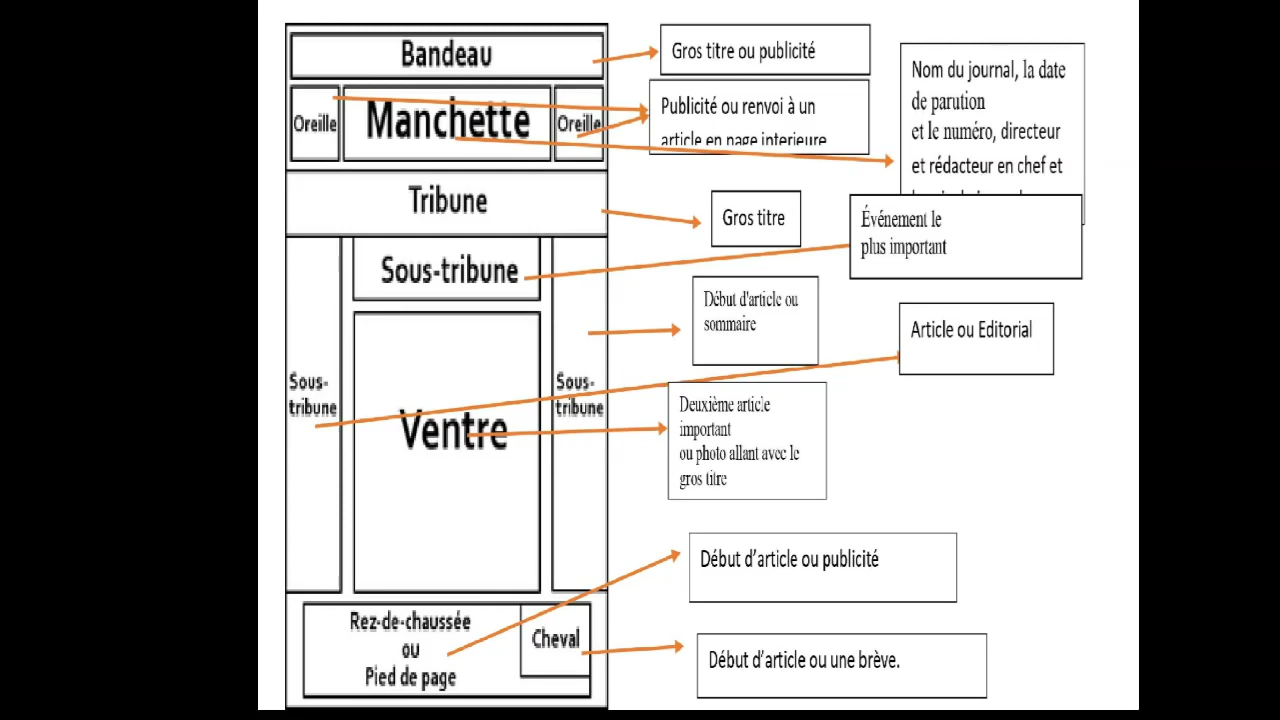 Bandeau
Gros titre ou publicité
Oreille
Manchette
Oreille
Publicité ou renvoi à un
article en page interieure
Nom du journal, la date
de parution
et le numéro, directeur
et rédacteur en chef et
Tribune
Gros titre
Événement le
plus important
Sous-tribune
Début d'article ou
sommaire
Article ou Editorial
Sous-
tribune
Ventre
Sous-
tribune
Deuxième article
important
ou photo allant avec le
gros titre
Début d’article ou publicité
Rez-de-chaussée
ou
Pied de page
Cheval
Début d’article ou une brève.